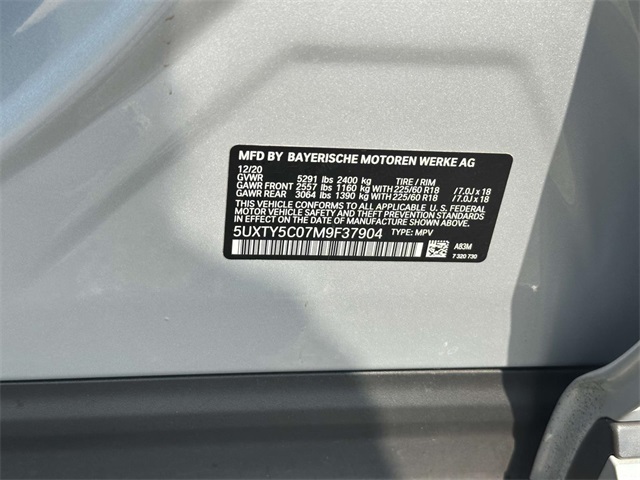 MFD BY BAYERISCHE MOTOREN WERKE AG
12/20
GVWR 5291 lbs 2400 kg TIRE / RIM
GAWR FRONT 2557 lbs 1160 kg WITH 225/60 R18 /7.0J x 18
GAWR REAR 3064 lbs 1390 kg WITH 225/60 R18 /7.0J x 18
THIS VEHICLE CONFORMS TO ALL APPLICABLE U. S. FEDERAL
MOTOR VEHICLE SAFETY, BUMPER, AND THEFT PREVENTION
STANDARDS IN EFFECT ON THE DATE OF MANUFACTURE SHOWN ABOVE.
5UXTY5C07M9F37904 TYPE: MPV
A83M
7 320 730